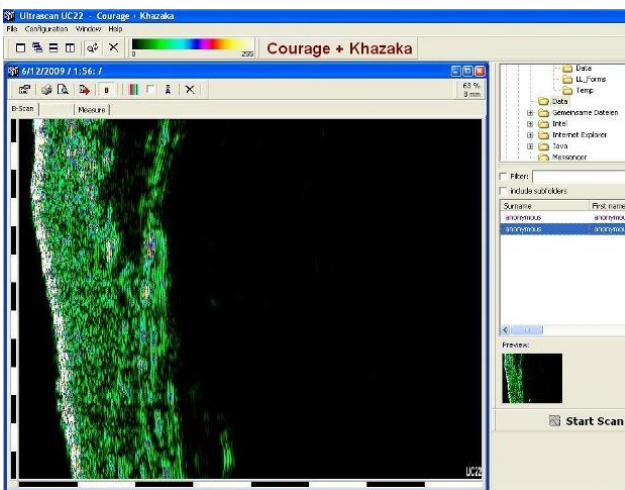 Ultrascan UC22 - Courage + Khazaka
File Configuration Window Help
0 255
Courage + Khazaka
6/12/2009 / 1:56: /
63 %
8 mm
B-Scan Measure
UC22
Data
LL_Forms
Temp
Data
Gemeinsame Dateien
Intel
Internet Explorer
Java
Messenger
Filter:
include subfolders
Surname First name
anonymous anonymou
anonymous anonymou
Preview:
Start Scan